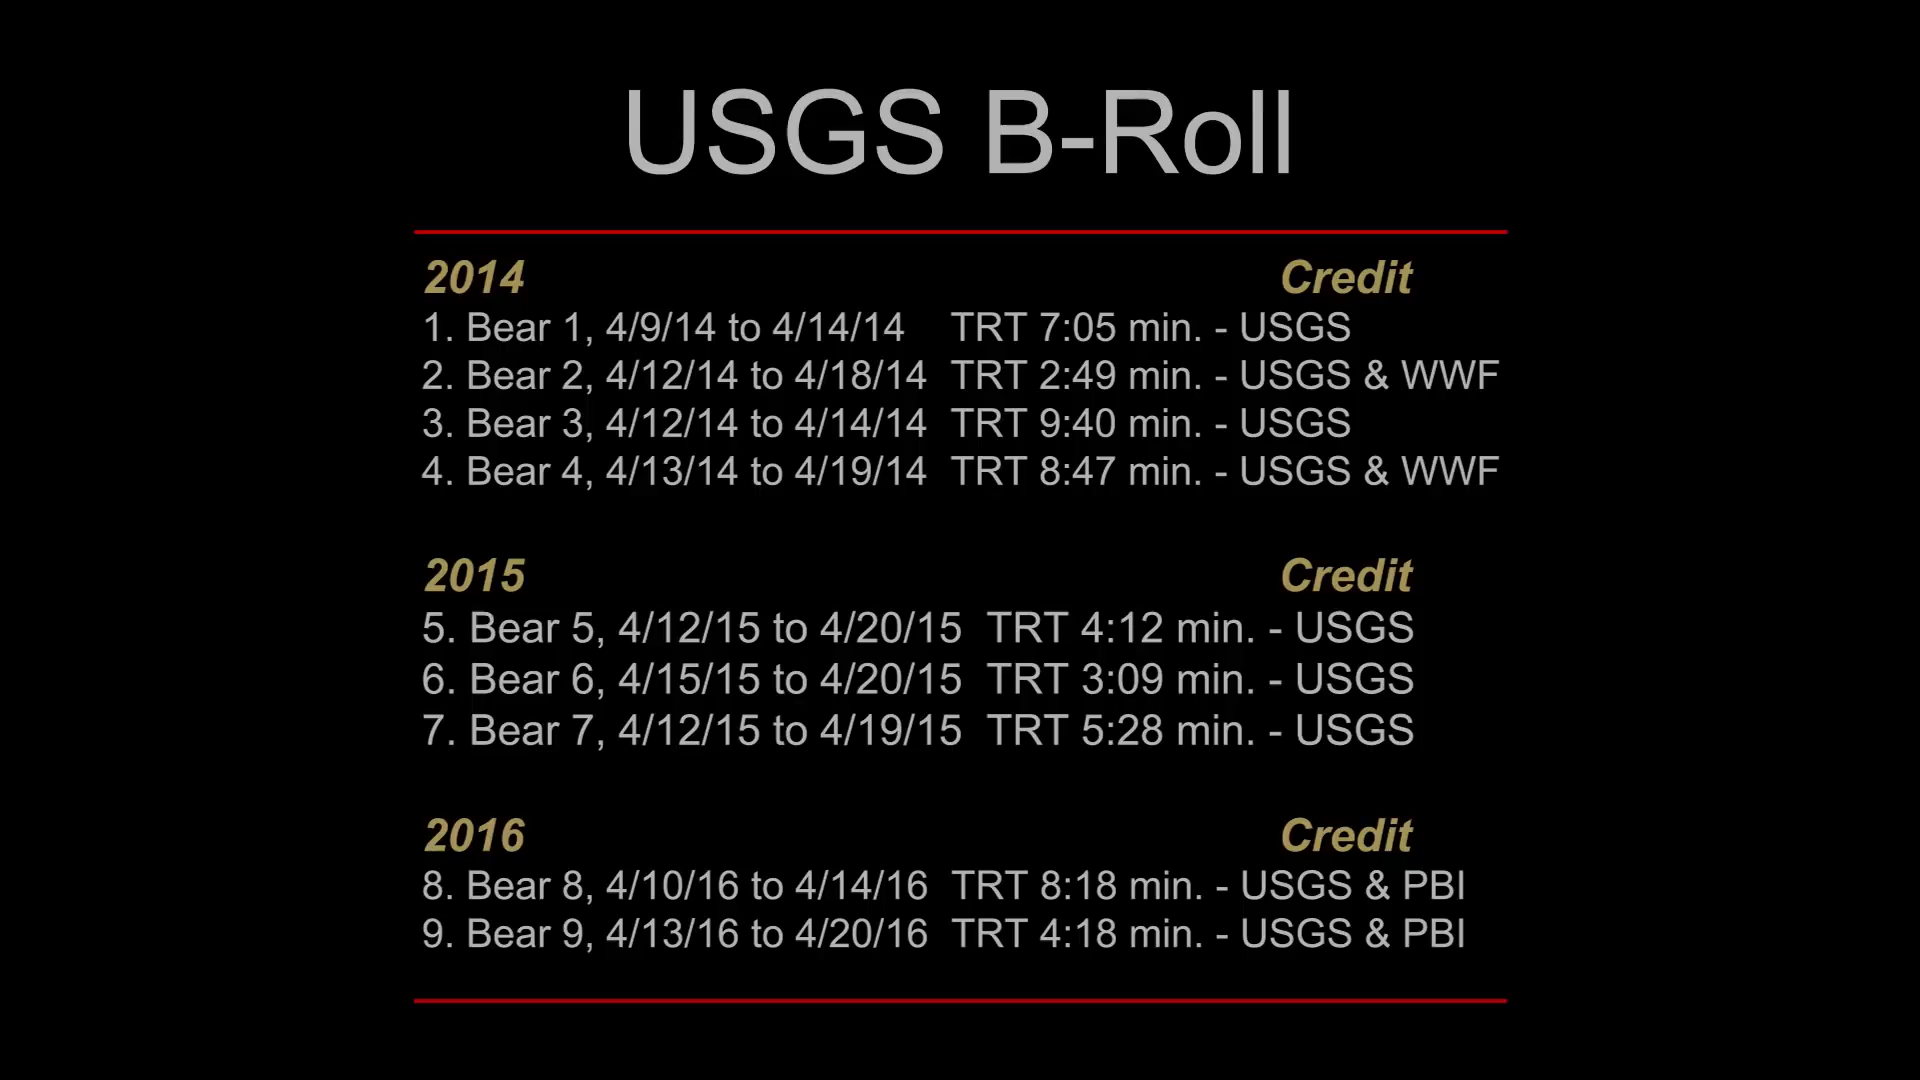 USGS B-Roll
2014 Credit
1. Bear 1, 4/9/14 to 4/14/14 TRT 7:05 min. - USGS
2. Bear 2, 4/12/14 to 4/18/14 TRT 2:49 min. - USGS & WWF
3. Bear 3, 4/12/14 to 4/14/14 TRT 9:40 min. - USGS
4. Bear 4, 4/13/14 to 4/19/14 TRT 8:47 min. - USGS & WWF
2015 Credit
5. Bear 5, 4/12/15 to 4/20/15 TRT 4:12 min. - USGS
6. Bear 6, 4/15/15 to 4/20/15 TRT 3:09 min. - USGS
7. Bear 7, 4/12/15 to 4/19/15 TRT 5:28 min. - USGS
2016 Credit
8. Bear 8, 4/10/16 to 4/14/16 TRT 8:18 min. - USGS & PBI
9. Bear 9, 4/13/16 to 4/20/16 TRT 4:18 min. - USGS & PBI